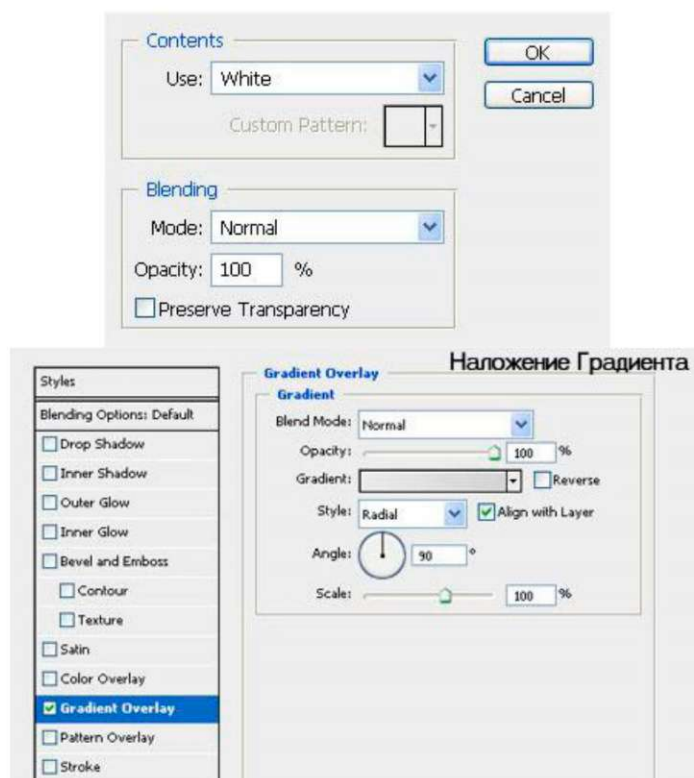 Contents
OK
Use: White
Cancel
Custom Pattern:
Blending
Mode: Normal
Opacity: 100 %
Preserve Transparency
Наложение Градиента
Styles
Blending Options: Default
Drop Shadow
Inner Shadow
Outer Glow
Inner Glow
Bevel and Emboss
Contour
Texture
Satin
Color Overlay
Gradient Overlay
Pattern Overlay
Stroke
Gradient Overlay
Gradient
Blend Mode: Normal
Opacity: 100 %
Gradient: Reverse
Style: Radial Align with Layer
Angle: 90 °
Scale: 100 %